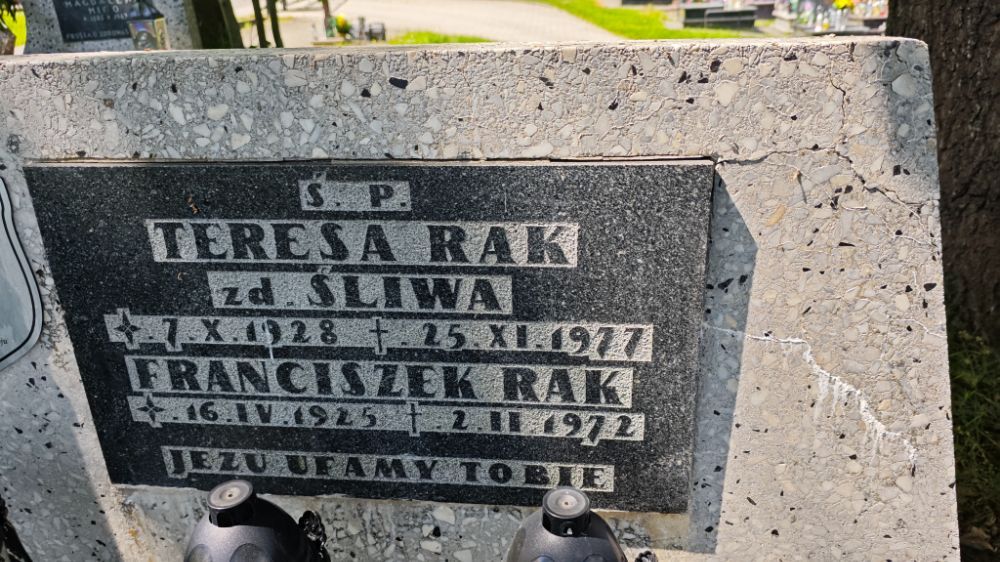 Ś. P.
TERESA RAK
zd. ŚLIWA
7. X. 1928 25. XI. 1977
FRANCISZEK RAK
16. IV. 1925 2. II. 1972
JEZU UFAMY TOBIE